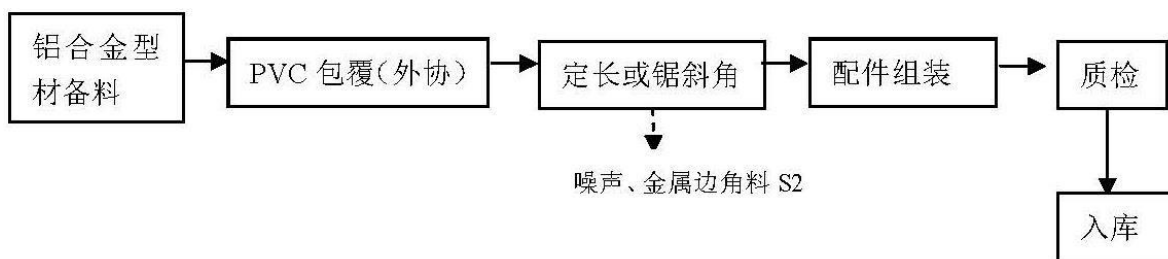 铝合金型
材备料
PVC 包覆(外协)
定长或锯斜角
配件组装
质检
噪声、金属边角料 S2
入库